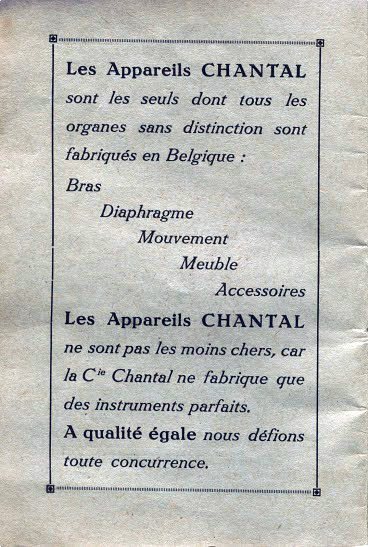 Les Appareils CHANTAL
sont les seuls dont tous les
organes sans distinction sont
fabriqués en Belgique :
Bras
Diaphragme
Mouvement
Meuble
Accessoires
Les Appareils CHANTAL
ne sont pas les moins chers, car
la Cie Chantal ne fabrique que
des instruments parfaits.
A qualité égale nous défions
toute concurrence.